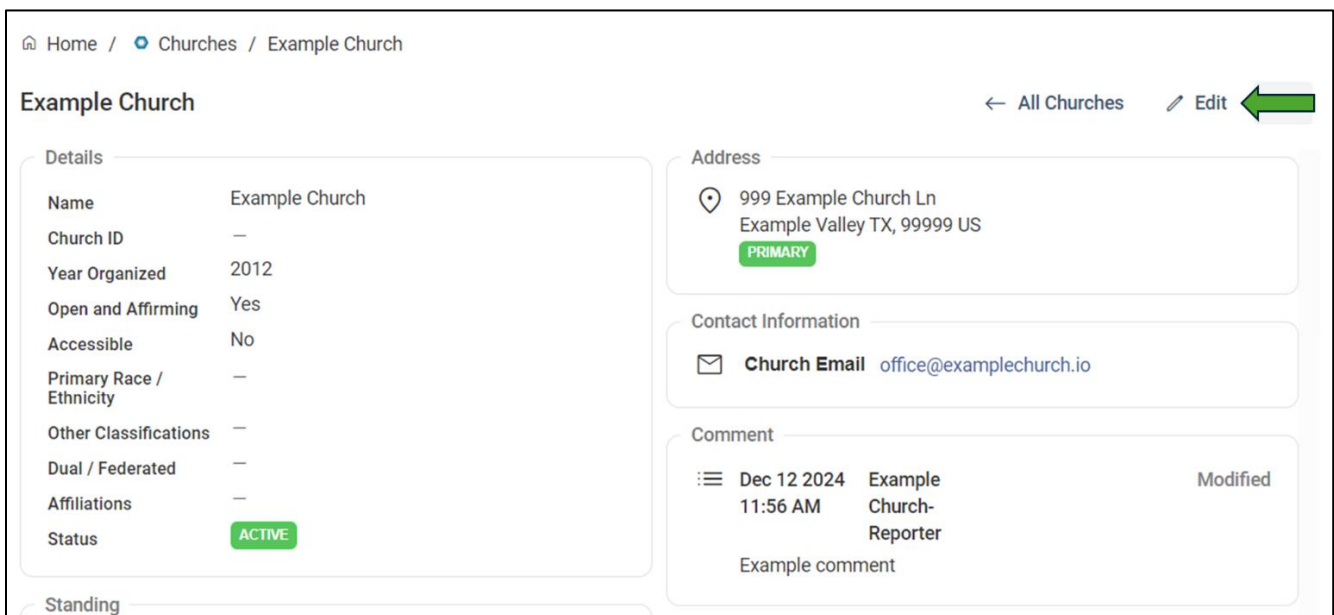 Home / Churches / Example Church
Example Church
← All Churches Edit
Details
Name Example Church
Church ID —
Year Organized 2012
Open and Affirming Yes
Accessible No
Primary Race /
Ethnicity —
Other Classifications —
Dual / Federated —
Affiliations —
Status ACTIVE
Standing
Address
999 Example Church Ln
Example Valley TX, 99999 US
PRIMARY
Contact Information
Church Email office@examplechurch.io
Comment
Dec 12 2024 Example Modified
11:56 AM Church-
Reporter
Example comment